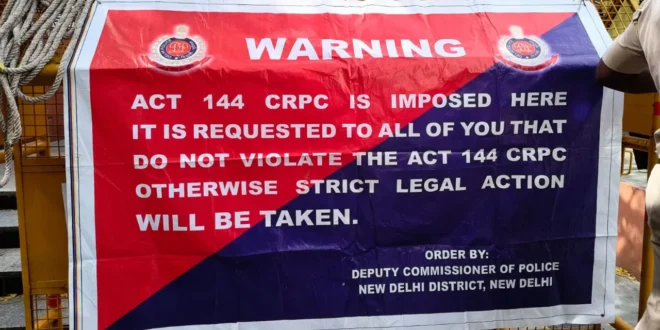 WARNING
ACT 144 CRPC IS IMPOSED HERE
IT IS REQUESTED TO ALL OF YOU THAT
DO NOT VIOLATE THE ACT 144 CRPC
OTHERWISE STRICT LEGAL ACTION
WILL BE TAKEN.
ORDER BY:
DEPUTY COMMISSIONER OF POLICE
NEW DELHI DISTRICT, NEW DELHI